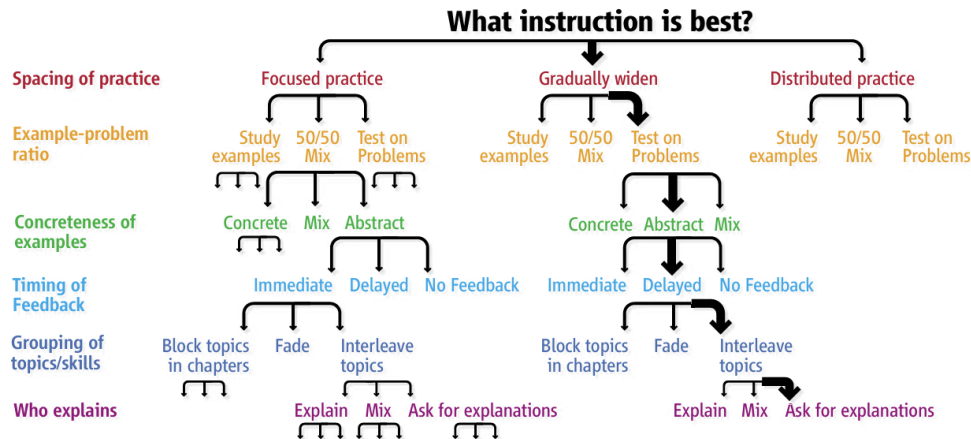 What instruction is best?
Spacing of practice Focused practice Gradually widen Distributed practice
Example-problem Study 50/50 Test on Study 50/50 Test on Study 50/50 Test on
ratio examples Mix Problems examples Mix Problems examples Mix Problems
Concreteness of Concrete Mix Abstract Concrete Abstract Mix
examples
Timing of Immediate Delayed No Feedback Immediate Delayed No Feedback
Feedback
Grouping of Block topics Fade Interleave Block topics Fade Interleave
topics/skills in chapters topics in chapters topics
Who explains Explain Mix Ask for explanations Explain Mix Ask for explanations